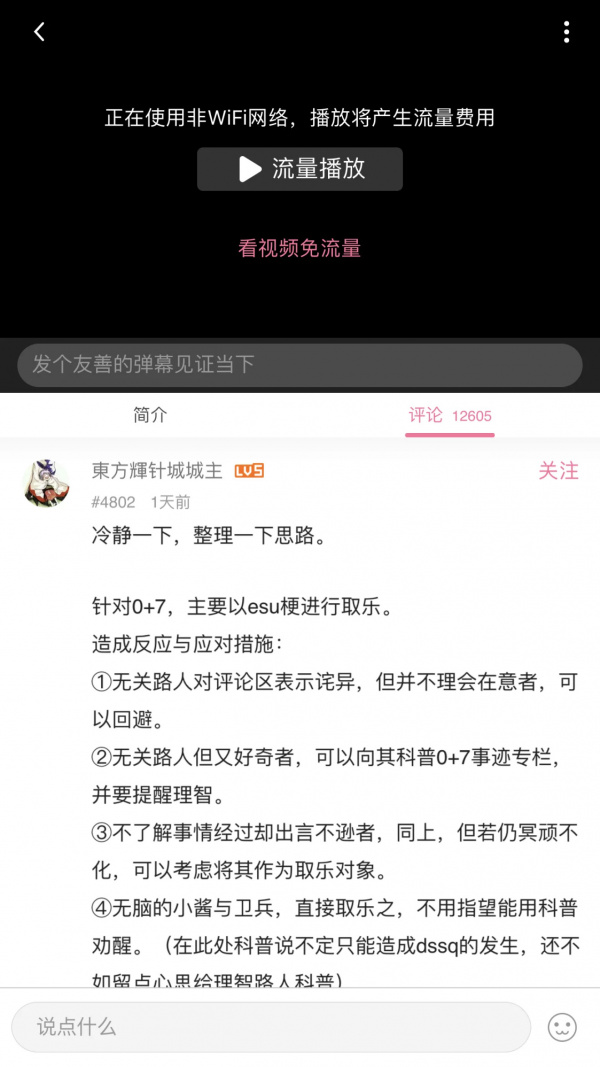 正在使用非WiFi网络，播放将产生流量费用
流量播放
看视频免流量
发个友善的弹幕见证当下
简介
评论 12605
東方輝针城城主 LV5
关注
#4802 1天前
冷静一下，整理一下思路。
针对0+7，主要以esu梗进行取乐。
造成反应与应对措施：
①无关路人对评论区表示诧异，但并不理会在意者，可
以回避。
②无关路人但又好奇者，可以向其科普0+7事迹专栏，
并要提醒理智。
③不了解事情经过却出言不逊者，同上，但若仍冥顽不
化，可以考虑将其作为取乐对象。
④无脑的小酱与卫兵，直接取乐之，不用指望能用科普
劝醒。（在此处科普说不定只能造成dssq的发生，还不
如留点心思给理智路人科普）
说点什么